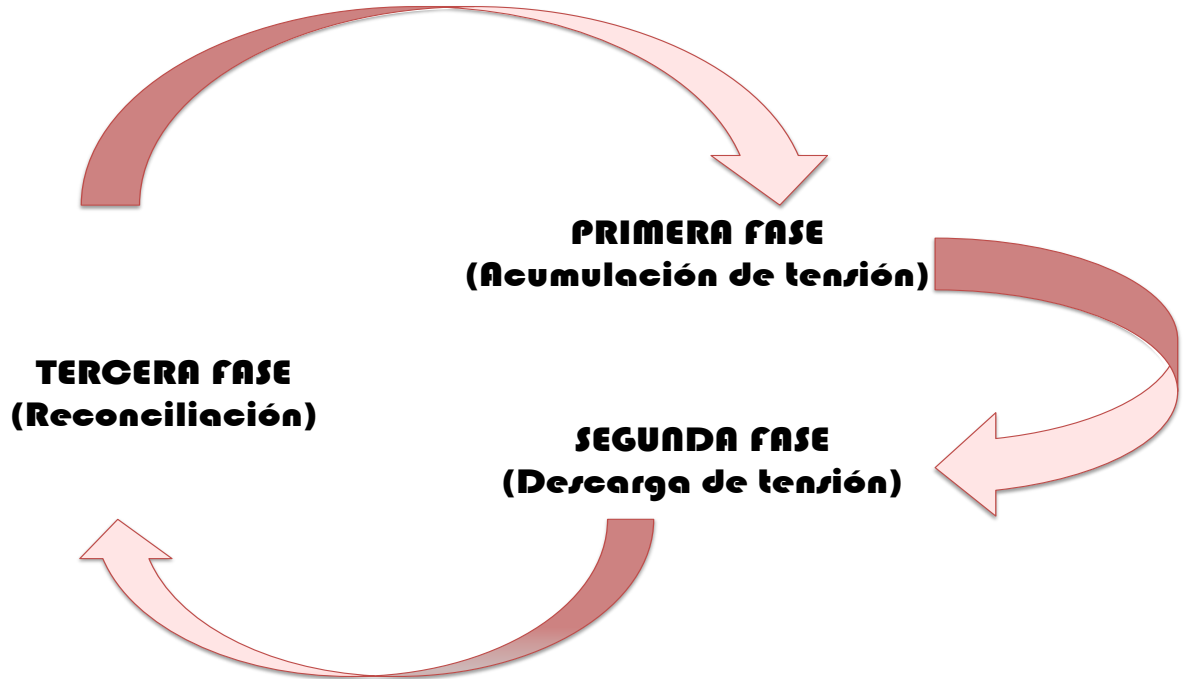 PRIMERA FASE
(Acumulación de tensión)
TERCERA FASE
(Reconciliación)
SEGUNDA FASE
(Descarga de tensión)